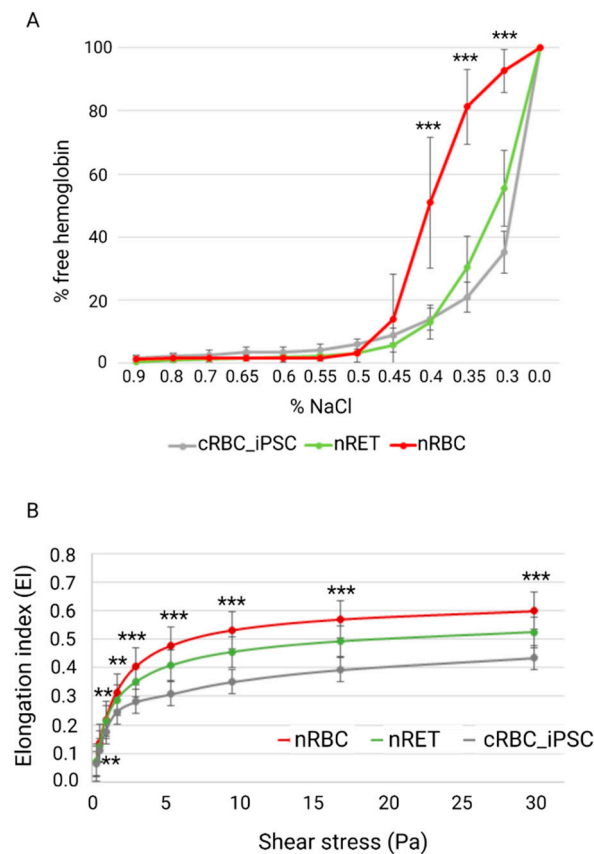 A
100
80
60
40
20
0
% free hemoglobin
***
***
***
0.9 0.8 0.7 0.65 0.6 0.55 0.5 0.45 0.4 0.35 0.3 0.0
% NaCl
cRBC_iPSC nRET nRBC
B
0.8
0.7
0.6
0.5
0.4
0.3
0.2
0.1
0.0
Elongation index (EI)
**
**
**
***
***
***
***
***
nRBC nRET cRBC_iPSC
0 5 10 15 20 25 30
Shear stress (Pa)